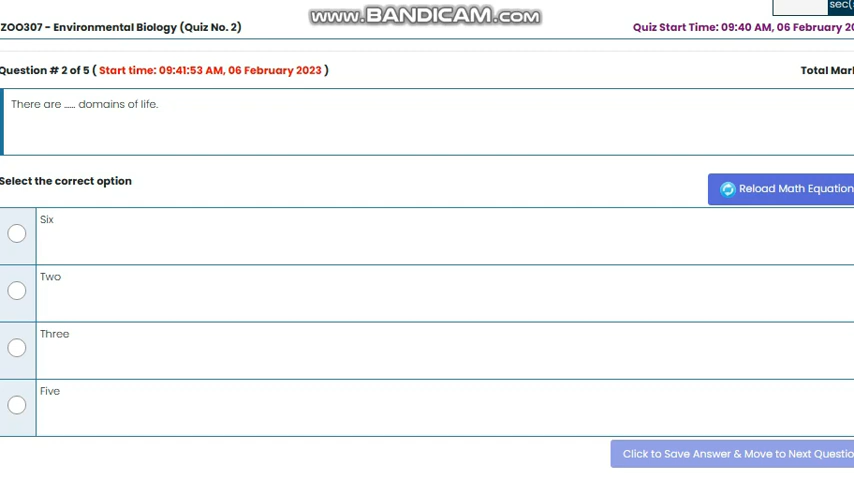 sec(
www.BANDICAM.com
ZOO307 - Environmental Biology (Quiz No. 2)
Quiz Start Time: 09:40 AM, 06 February 20
Question # 2 of 5 ( Start time: 09:41:53 AM, 06 February 2023 )
Total Mar
There are ..... domains of life.
Select the correct option
Reload Math Equation
Six
Two
Three
Five
Click to Save Answer & Move to Next Questio